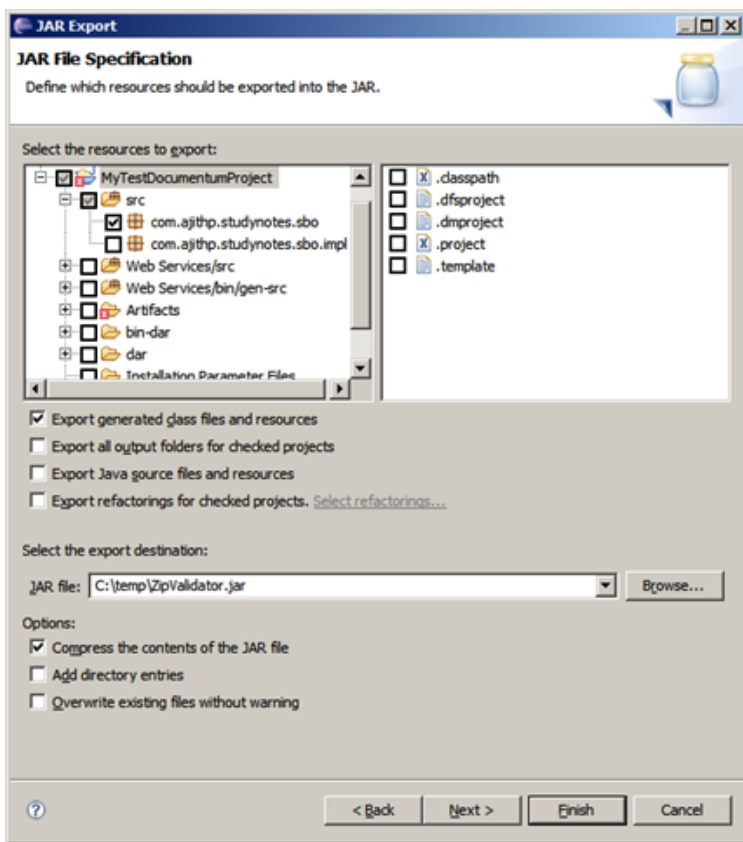 JAR Export
JAR File Specification
Define which resources should be exported into the JAR.
Select the resources to export:
MyTestDocumentumProject
src
com.ajithp.studynotes.sbo
com.ajithp.studynotes.sbo.impl
Web Services/src
Web Services/bin/gen-src
Artifacts
bin-dar
dar
Installation Parameter Files
.classpath
.dfsproject
.dmproject
.project
.template
Export generated class files and resources
Export all output folders for checked projects
Export Java source files and resources
Export refactorings for checked projects. Select refactorings...
Select the export destination:
JAR file: C:\temp\ZipValidator.jar Browse...
Options:
Compress the contents of the JAR file
Add directory entries
Overwrite existing files without warning
? < Back Next > Finish Cancel